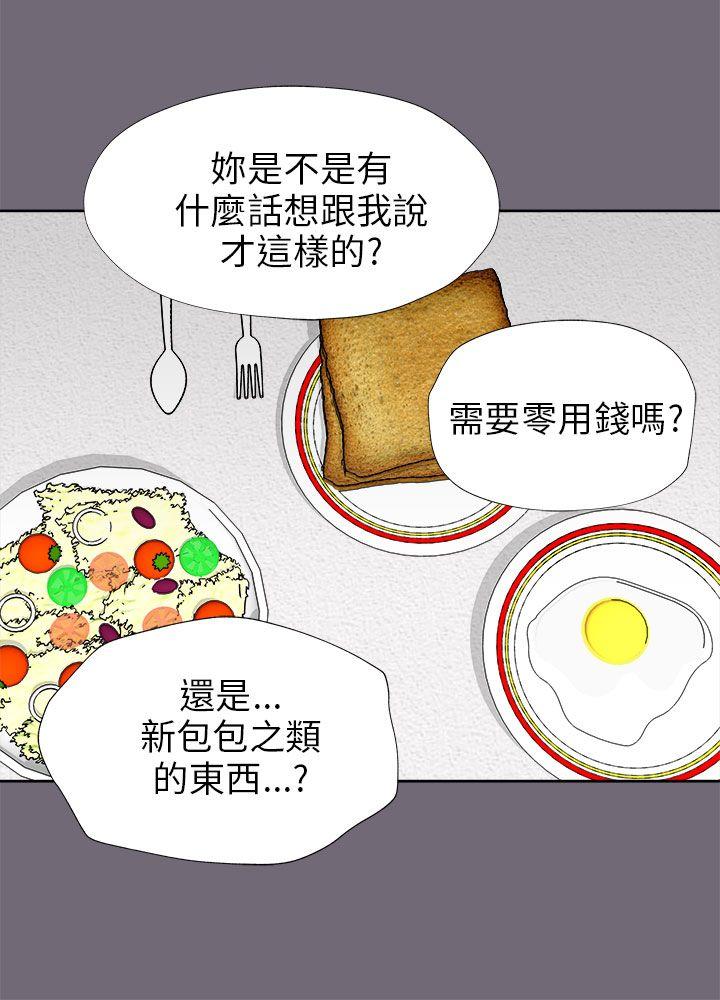 妳是不是有
什麼話想跟我說
才這樣的?
需要零用錢嗎?
還是...
新包包之類
的東西...?